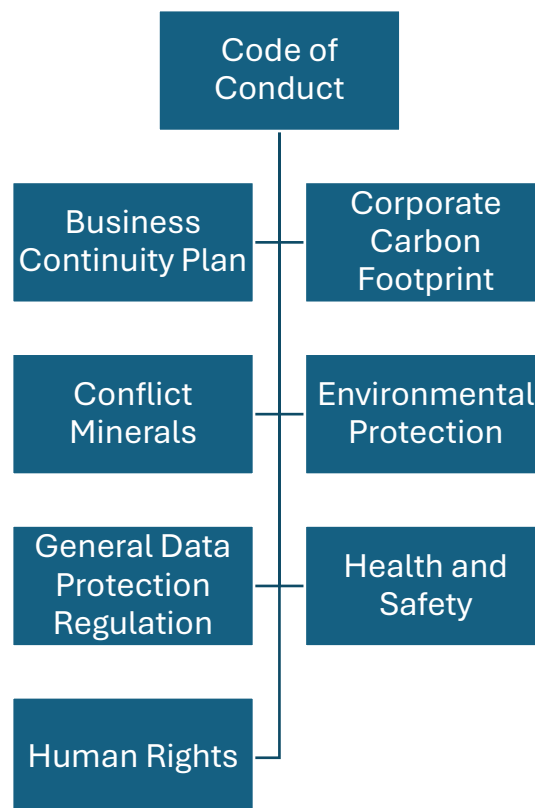 Code of
Conduct
Business
Continuity Plan
Corporate
Carbon
Footprint
Conflict
Minerals
Environmental
Protection
General Data
Protection
Regulation
Health and
Safety
Human Rights